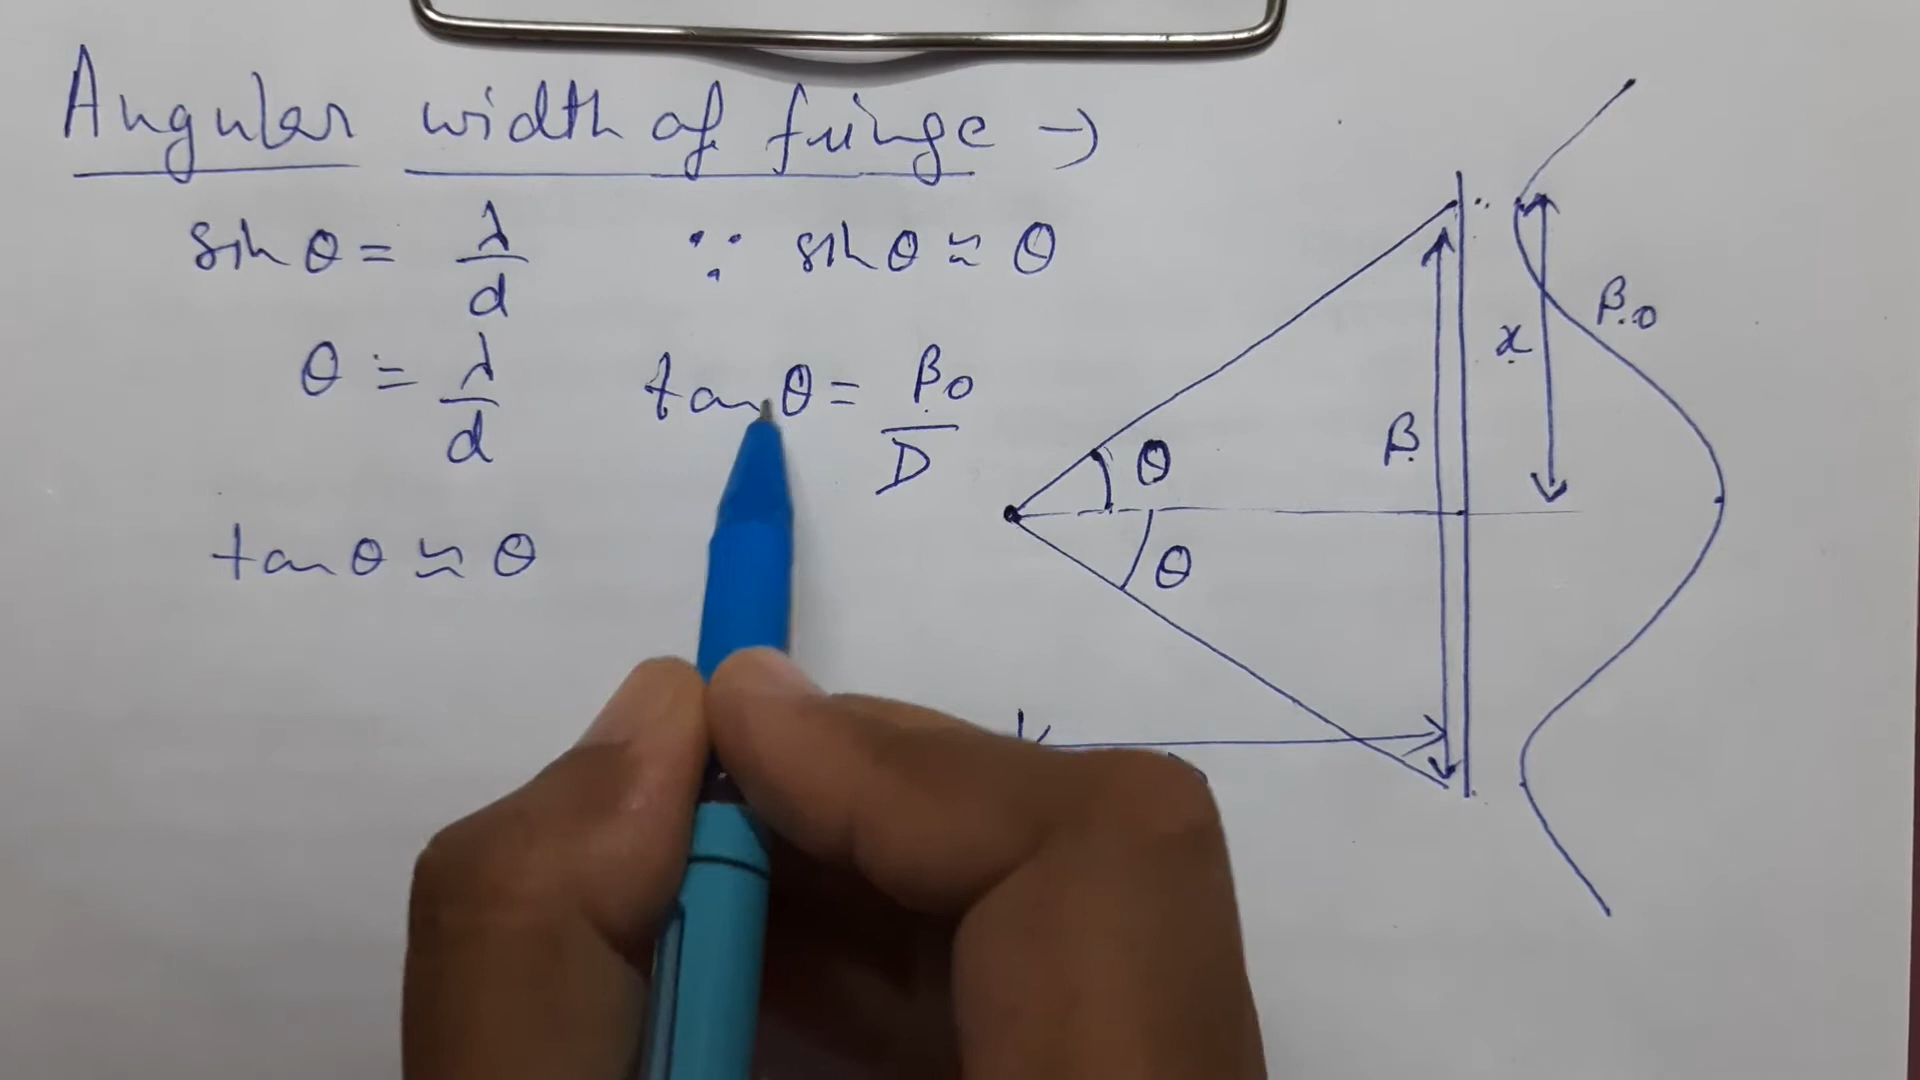 Angular width of fringe →
sin θ = λ/d ∵ sin θ ≈ θ
θ = λ/d tan θ = β₀/D
tan θ ≈ θ
β₀
x
β
θ
θ